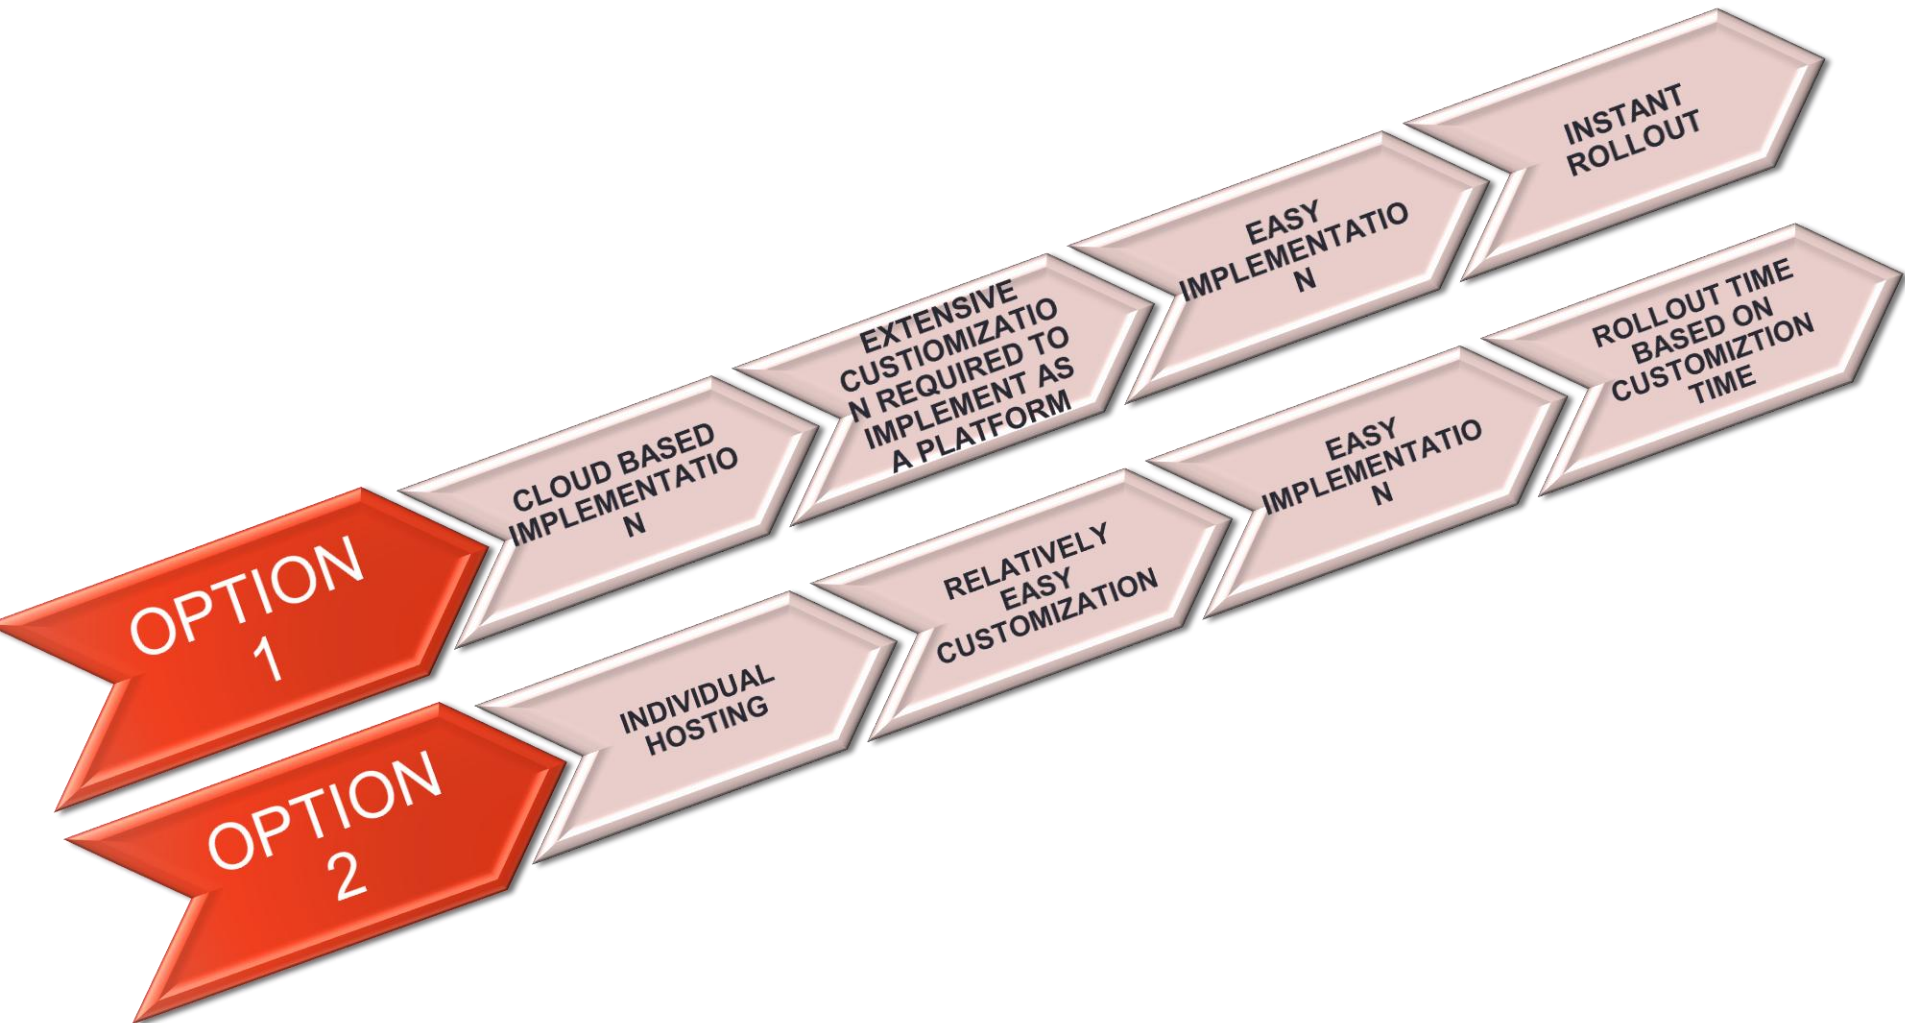 OPTION
1
CLOUD BASED
IMPLEMENTATIO
N
EXTENSIVE
CUSTIOMIZATIO
N REQUIRED TO
IMPLEMENT AS
A PLATFORM
EASY
IMPLEMENTATIO
N
INSTANT
ROLLOUT
OPTION
2
INDIVIDUAL
HOSTING
RELATIVELY
EASY
CUSTOMIZATION
EASY
IMPLEMENTATIO
N
ROLLOUT TIME
BASED ON
CUSTOMIZTION
TIME